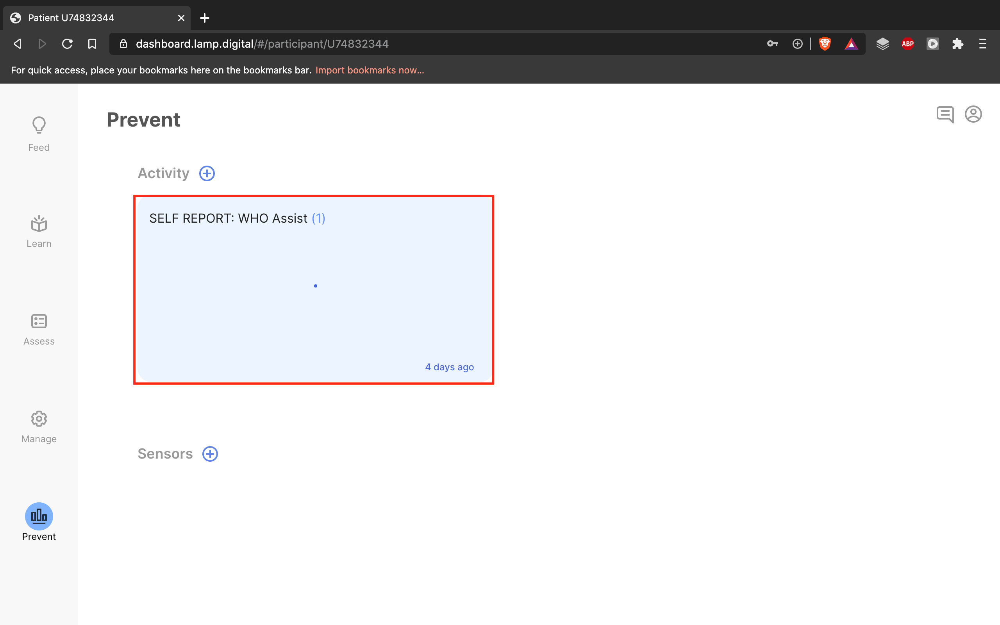 Patient U74832344
dashboard.lamp.digital/#/participant/U74832344
ABP
For quick access, place your bookmarks here on the bookmarks bar. Import bookmarks now...
Prevent
Feed
Activity
SELF REPORT: WHO Assist (1)
Learn
Assess
4 days ago
Manage
Sensors
Prevent